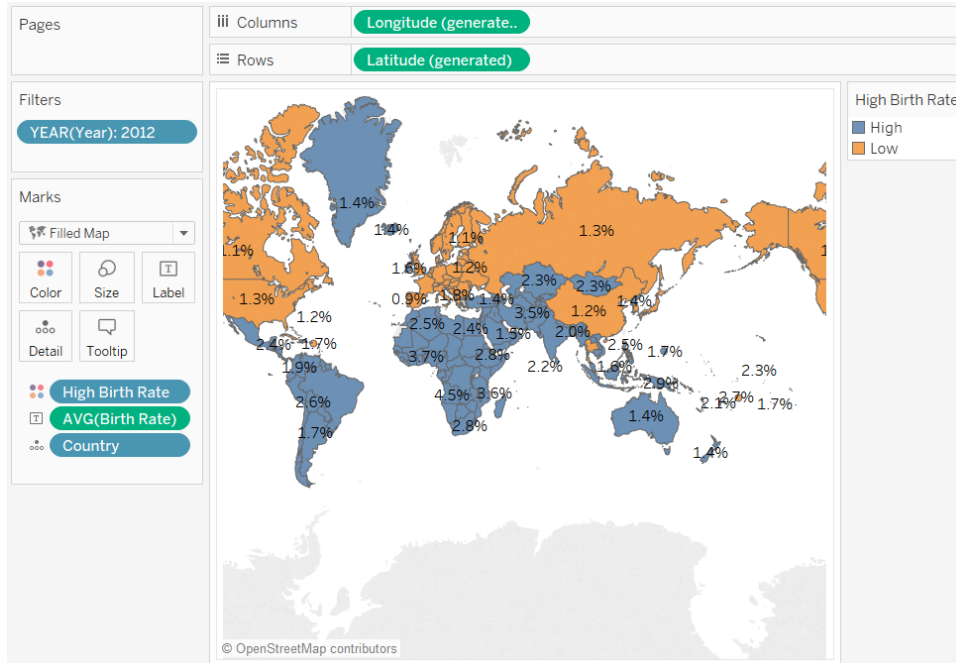 Pages
iii Columns
Longitude (generate..
Rows
Latitude (generated)
Filters
YEAR(Year): 2012
Marks
Filled Map
Color
Size
Label
Detail
Tooltip
High Birth Rate
AVG(Birth Rate)
Country
High Birth Rate
High
Low
1.4%
1.4%
1.1%
1.3%
1.1%
1.6%
1.2%
2.3%
2.3%
1.3%
0.9%
1.8%
1.4%
3.5%
1.2%
1.4%
1.2%
2.5%
2.4%
1.5%
2.0%
2.4%
1.7%
3.7%
2.8%
2.5%
1.7%
1.9%
2.2%
1.6%
2.3%
2.6%
4.5%
3.6%
2.9%
2.7%
2.1%
1.7%
1.7%
2.8%
1.4%
1.4%
© OpenStreetMap contributors